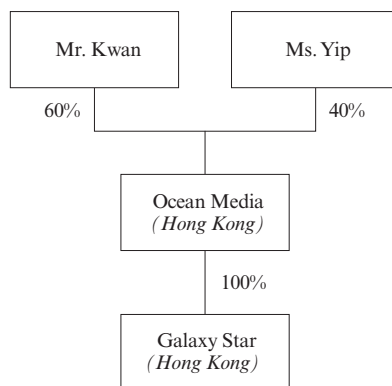 Mr. Kwan
Ms. Yip
60%
40%
Ocean Media
(Hong Kong)
100%
Galaxy Star
(Hong Kong)